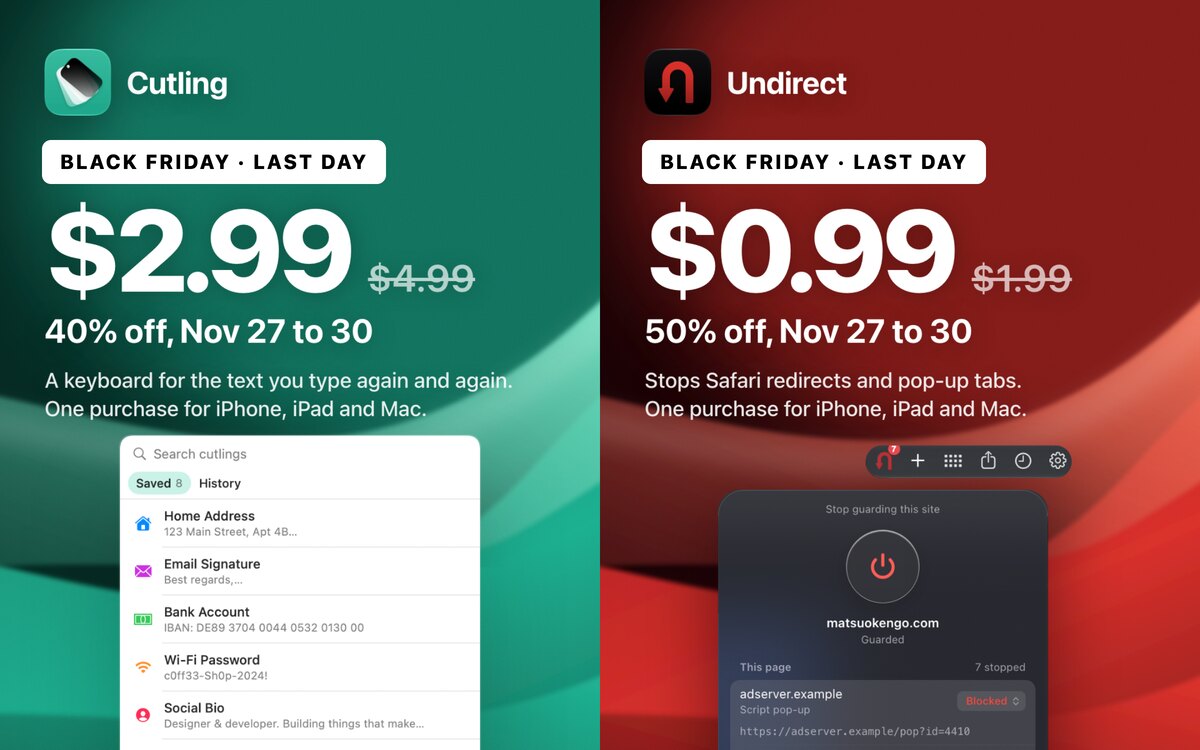 Cutling
BLACK FRIDAY · LAST DAY
$2.99 $4.99
40% off, Nov 27 to 30
A keyboard for the text you type again and again.
One purchase for iPhone, iPad and Mac.
Search cutlings
Saved 8 History
Home Address
123 Main Street, Apt 4B...
Email Signature
Best regards,...
Bank Account
IBAN: DE89 3704 0044 0532 0130 00
Wi-Fi Password
c0ff33-Sh0p-2024!
Social Bio
Designer & developer. Building things that make...
Undirect
BLACK FRIDAY · LAST DAY
$0.99 $1.99
50% off, Nov 27 to 30
Stops Safari redirects and pop-up tabs.
One purchase for iPhone, iPad and Mac.
7
Stop guarding this site
matsuokengo.com
Guarded
This page 7 stopped
adserver.example
Script pop-up
Blocked
https://adserver.example/pop?id=4410